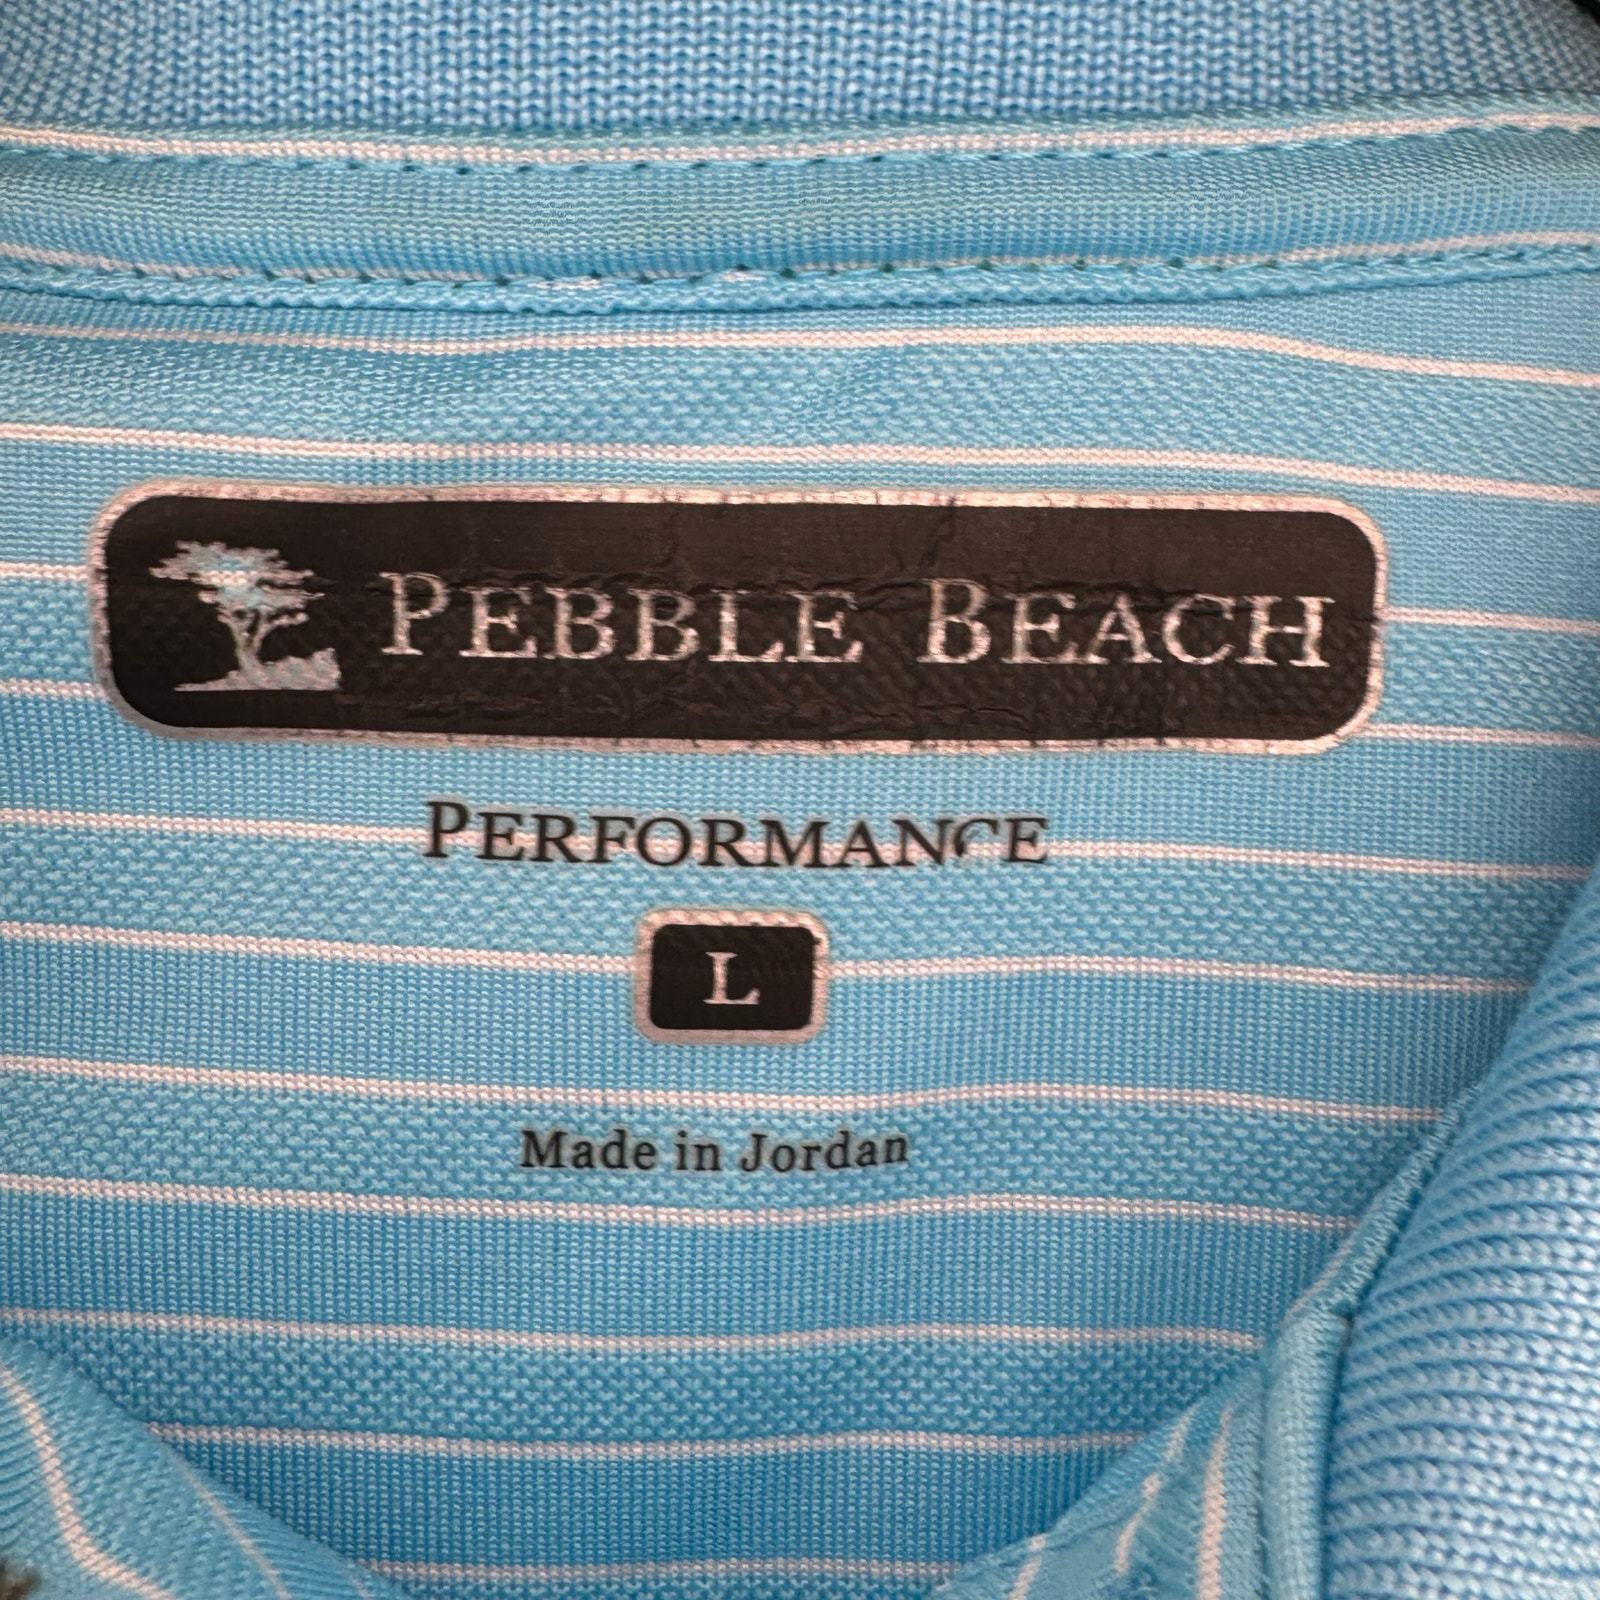 PEBBLE BEACH
PERFORMANCE
L
Made in Jordan